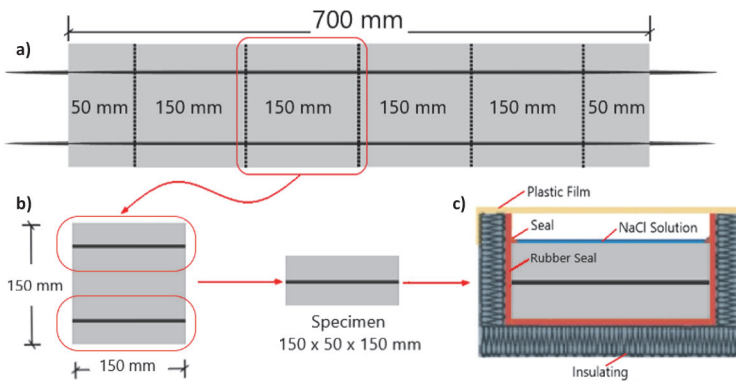 700 mm
a)
50 mm
150 mm
150 mm
150 mm
150 mm
50 mm
b)
150 mm
150 mm
Specimen
150 x 50 x 150 mm
c)
Plastic Film
Seal
NaCl Solution
Rubber Seal
Insulating